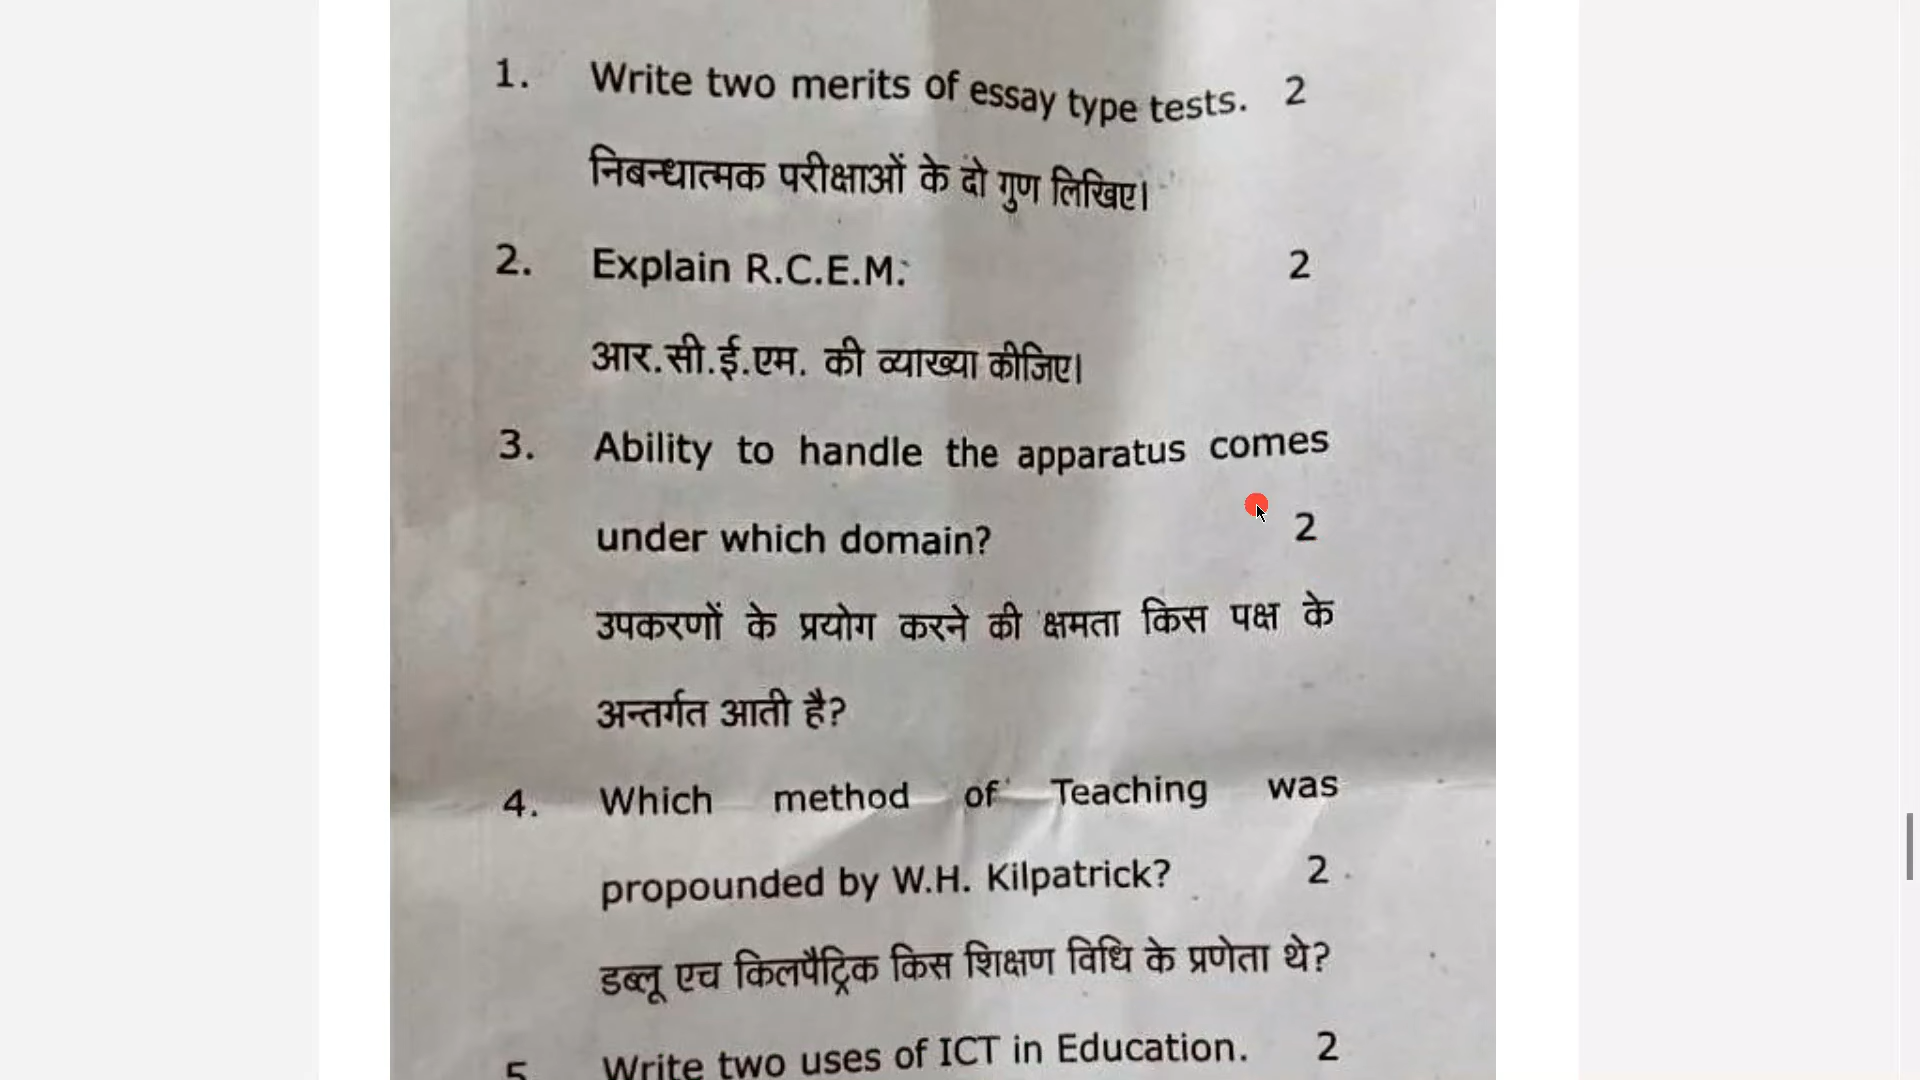 1. Write two merits of essay type tests. 2
निबन्धात्मक परीक्षाओं के दो गुण लिखिए।
2. Explain R.C.E.M. 2
आर.सी.ई.एम. की व्याख्या कीजिए।
3. Ability to handle the apparatus comes
under which domain? 2
उपकरणों के प्रयोग करने की क्षमता किस पक्ष के
अन्तर्गत आती है?
4. Which method of Teaching was
propounded by W.H. Kilpatrick? 2
डब्लू एच किलपैट्रिक किस शिक्षण विधि के प्रणेता थे?
5. Write two uses of ICT in Education. 2